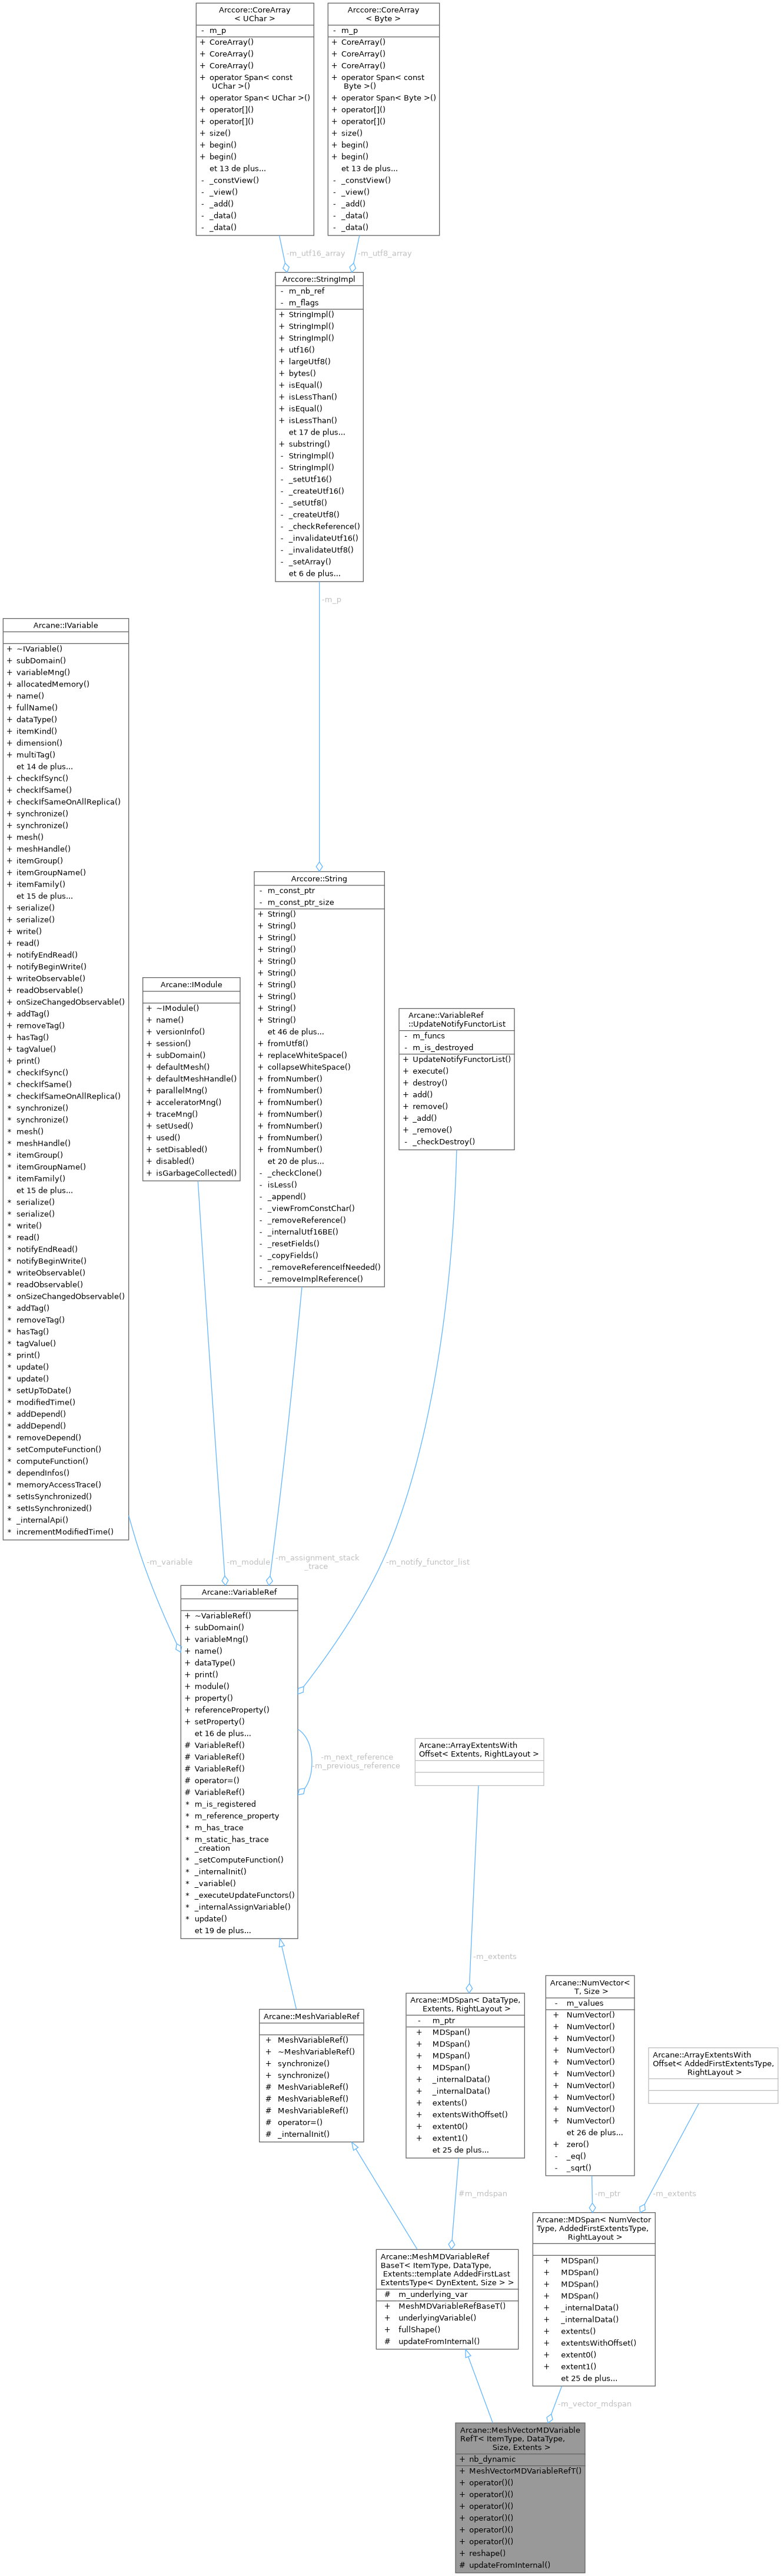 Arccore::CoreArray
< UChar >
- m_p
+ CoreArray()
+ CoreArray()
+ CoreArray()
+ operator Span< const
UChar >()
+ operator Span< UChar >()
+ operator[]()
+ operator[]()
+ size()
+ begin()
+ begin()
et 13 de plus...
- _constView()
- _view()
- _add()
- _data()
- _data()
Arccore::CoreArray
< Byte >
- m_p
+ CoreArray()
+ CoreArray()
+ CoreArray()
+ operator Span< const
Byte >()
+ operator Span< Byte >()
+ operator[]()
+ operator[]()
+ size()
+ begin()
+ begin()
et 13 de plus...
- _constView()
- _view()
- _add()
- _data()
- _data()
-m_utf16_array
-m_utf8_array
Arccore::StringImpl
- m_nb_ref
- m_flags
+ StringImpl()
+ StringImpl()
+ StringImpl()
+ utf16()
+ largeUtf8()
+ bytes()
+ isEqual()
+ isLessThan()
+ isEqual()
+ isLessThan()
et 17 de plus...
+ substring()
- StringImpl()
- StringImpl()
- _setUtf16()
- _createUtf16()
- _setUtf8()
- _createUtf8()
- _checkReference()
- _invalidateUtf16()
- _invalidateUtf8()
- _setArray()
et 6 de plus...
-m_p
Arcane::IVariable
+ ~IVariable()
+ subDomain()
+ variableMng()
+ allocatedMemory()
+ name()
+ fullName()
+ dataType()
+ itemKind()
+ dimension()
+ multiTag()
et 14 de plus...
+ checkIfSync()
+ checkIfSame()
+ checkIfSameOnAllReplica()
+ synchronize()
+ synchronize()
+ mesh()
+ meshHandle()
+ itemGroup()
+ itemGroupName()
+ itemFamily()
et 15 de plus...
+ serialize()
+ serialize()
+ write()
+ read()
+ notifyEndRead()
+ notifyBeginWrite()
+ writeObservable()
+ readObservable()
+ onSizeChangedObservable()
+ addTag()
+ removeTag()
+ hasTag()
+ tagValue()
+ print()
* checkIfSync()
* checkIfSame()
* checkIfSameOnAllReplica()
* synchronize()
* synchronize()
* mesh()
* meshHandle()
* itemGroup()
* itemGroupName()
* itemFamily()
et 15 de plus...
* serialize()
* serialize()
* write()
* read()
* notifyEndRead()
* notifyBeginWrite()
* writeObservable()
* readObservable()
* onSizeChangedObservable()
* addTag()
* removeTag()
* hasTag()
* tagValue()
* print()
* update()
* update()
* setUpToDate()
* modifiedTime()
* addDepend()
* addDepend()
* removeDepend()
* setComputeFunction()
* computeFunction()
* dependInfos()
* memoryAccessTrace()
* setIsSynchronized()
* setIsSynchronized()
* _internalApi()
* incrementModifiedTime()
Arcane::IModule
+ ~IModule()
+ name()
+ versionInfo()
+ session()
+ subDomain()
+ defaultMesh()
+ defaultMeshHandle()
+ parallelMng()
+ acceleratorMng()
+ traceMng()
+ setUsed()
+ used()
+ setDisabled()
+ disabled()
+ isGarbageCollected()
Arccore::String
- m_const_ptr
- m_const_ptr_size
+ String()
+ String()
+ String()
+ String()
+ String()
+ String()
+ String()
+ String()
+ String()
+ String()
et 46 de plus...
+ fromUtf8()
+ replaceWhiteSpace()
+ collapseWhiteSpace()
+ fromNumber()
+ fromNumber()
+ fromNumber()
+ fromNumber()
+ fromNumber()
+ fromNumber()
+ fromNumber()
et 20 de plus...
- _checkClone()
- isLess()
- _append()
- _viewFromConstChar()
- _removeReference()
- _internalUtf16BE()
- _resetFields()
- _copyFields()
- _removeReferenceIfNeeded()
- _removeImplReference()
Arcane::VariableRef
::UpdateNotifyFunctorList
- m_funcs
- m_is_destroyed
+ UpdateNotifyFunctorList()
+ execute()
+ destroy()
+ add()
+ remove()
+ _add()
+ _remove()
- _checkDestroy()
-m_variable
-m_module
-m_assignment_stack
_trace
-m_notify_functor_list
Arcane::VariableRef
+ ~VariableRef()
+ subDomain()
+ variableMng()
+ name()
+ dataType()
+ print()
+ module()
+ property()
+ referenceProperty()
+ setProperty()
et 16 de plus...
# VariableRef()
# VariableRef()
# VariableRef()
# operator=()
# VariableRef()
* m_is_registered
* m_reference_property
* m_has_trace
* m_static_has_trace
_creation
* _setComputeFunction()
* _internalInit()
* _variable()
* _executeUpdateFunctors()
* _internalAssignVariable()
* update()
et 19 de plus...
-m_next_reference
-m_previous_reference
Arcane::ArrayExtentsWith
Offset< Extents, RightLayout >
-m_extents
Arcane::MeshVariableRef
+ MeshVariableRef()
+ ~MeshVariableRef()
+ synchronize()
+ synchronize()
# MeshVariableRef()
# MeshVariableRef()
# MeshVariableRef()
# operator=()
# _internalInit()
Arcane::MDSpan< DataType,
Extents, RightLayout >
- m_ptr
+ MDSpan()
+ MDSpan()
+ MDSpan()
+ MDSpan()
+ _internalData()
+ _internalData()
+ extents()
+ extentsWithOffset()
+ extent0()
+ extent1()
et 25 de plus...
Arcane::NumVector<
T, Size >
- m_values
+ NumVector()
+ NumVector()
+ NumVector()
+ NumVector()
+ NumVector()
+ NumVector()
+ NumVector()
+ NumVector()
+ NumVector()
+ NumVector()
et 26 de plus...
+ zero()
- _eq()
- _sqrt()
Arcane::ArrayExtentsWith
Offset< AddedFirstExtentsType,
RightLayout >
#m_mdspan
-m_ptr
-m_extents
Arcane::MeshMDVariableRef
BaseT< ItemType, DataType,
Extents::template AddedFirstLast
ExtentsType< DynExtent, Size > >
# m_underlying_var
+ MeshMDVariableRefBaseT()
+ underlyingVariable()
+ fullShape()
# updateFromInternal()
Arcane::MDSpan< NumVector
Type, AddedFirstExtentsType,
RightLayout >
+ MDSpan()
+ MDSpan()
+ MDSpan()
+ MDSpan()
+ _internalData()
+ _internalData()
+ extents()
+ extentsWithOffset()
+ extent0()
+ extent1()
et 25 de plus...
-m_vector_mdspan
Arcane::MeshVectorMDVariable
RefT< ItemType, DataType,
Size, Extents >
+ nb_dynamic
+ MeshVectorMDVariableRefT()
+ operator()()
+ operator()()
+ operator()()
+ operator()()
+ operator()()
+ operator()()
+ reshape()
# updateFromInternal()